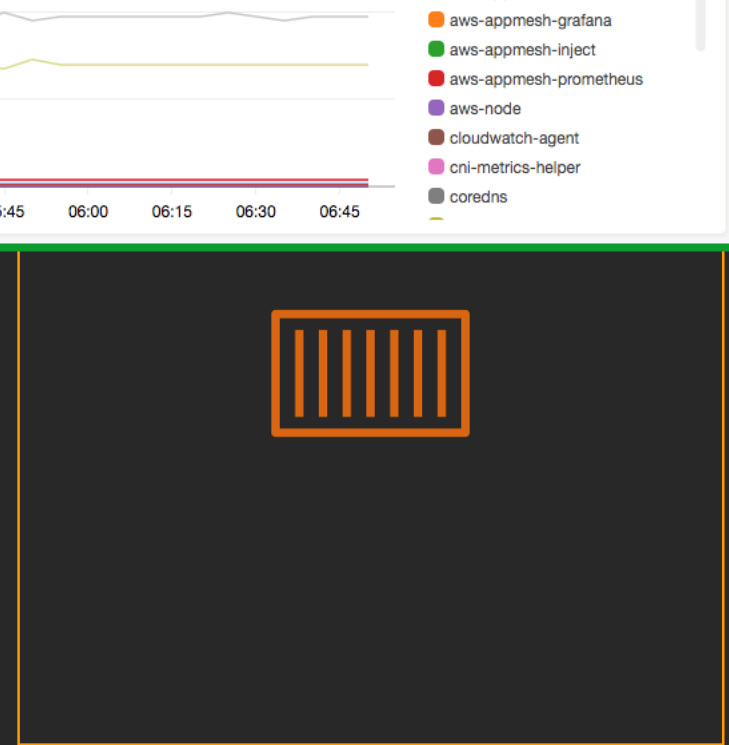 aws-appmesh-grafana
aws-appmesh-inject
aws-appmesh-prometheus
aws-node
cloudwatch-agent
cni-metrics-helper
coredns
:45 06:00 06:15 06:30 06:45